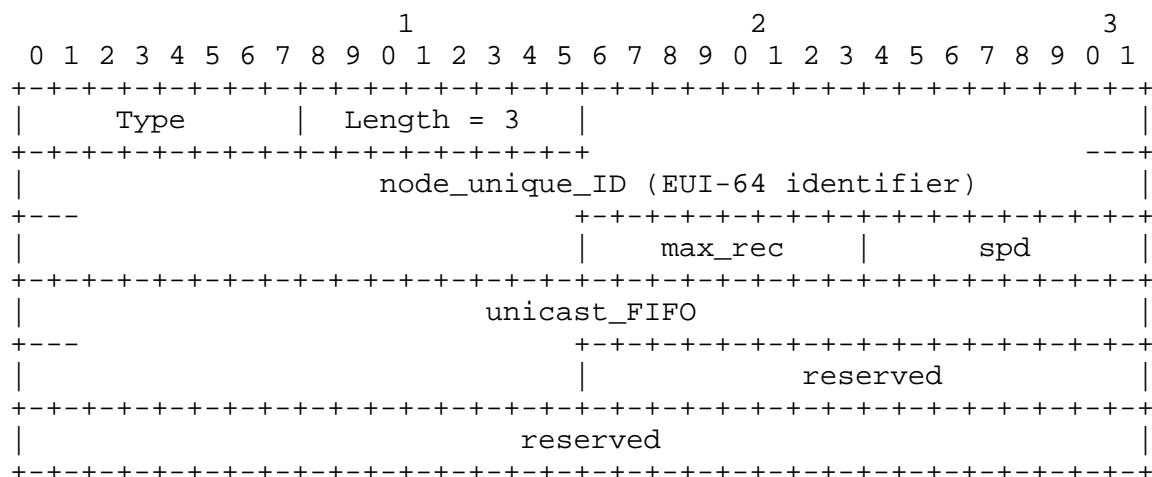 1                   2                   3
  0 1 2 3 4 5 6 7 8 9 0 1 2 3 4 5 6 7 8 9 0 1 2 3 4 5 6 7 8 9 0 1
 +-+-+-+-+-+-+-+-+-+-+-+-+-+-+-+-+-+-+-+-+-+-+-+-+-+-+-+-+-+-+-+-+
 |     Type      |  Length = 3   |                               |
 +-+-+-+-+-+-+-+-+-+-+-+-+-+-+-+-+                            ---+
 |                    node_unique_ID (EUI-64 identifier)         |
 +---                            +-+-+-+-+-+-+-+-+-+-+-+-+-+-+-+-+
 |                               |    max_rec    |      spd      |
 +-+-+-+-+-+-+-+-+-+-+-+-+-+-+-+-+-+-+-+-+-+-+-+-+-+-+-+-+-+-+-+-+
 |                          unicast_FIFO                         |
 +---                            +-+-+-+-+-+-+-+-+-+-+-+-+-+-+-+-+
 |                               |            reserved           |
 +-+-+-+-+-+-+-+-+-+-+-+-+-+-+-+-+-+-+-+-+-+-+-+-+-+-+-+-+-+-+-+-+
 |                            reserved                           |
 +-+-+-+-+-+-+-+-+-+-+-+-+-+-+-+-+-+-+-+-+-+-+-+-+-+-+-+-+-+-+-+-+